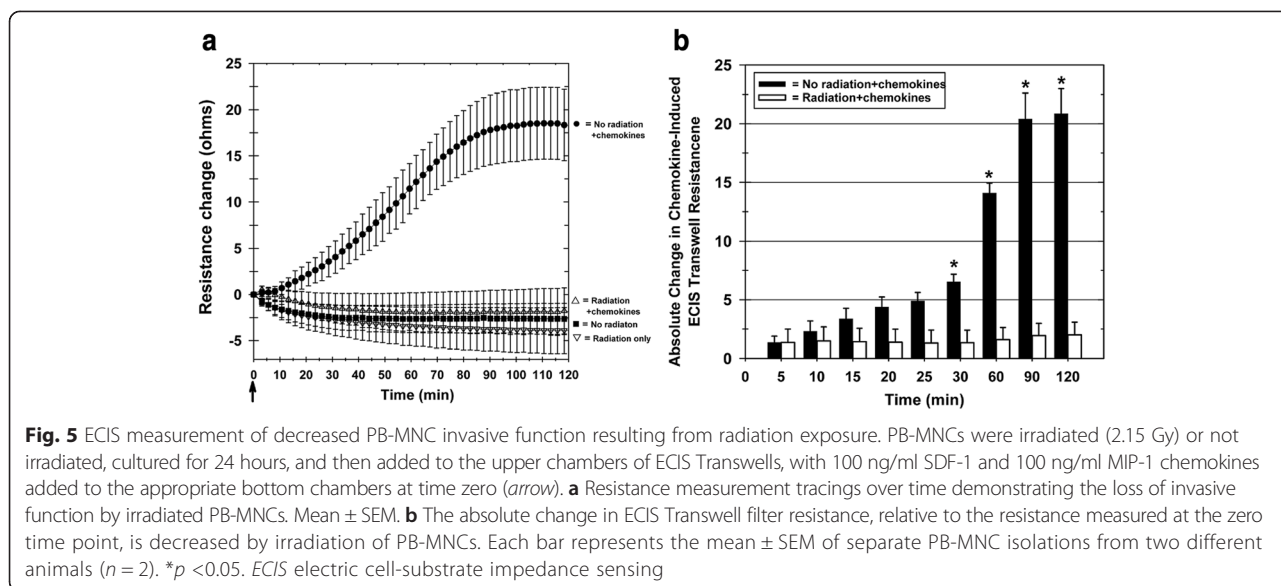 a
Resistance change (ohms)
25
20
15
10
5
0
-5
0 10 20 30 40 50 60 70 80 90 100 110 120
Time (min)
= No radiation
+chemokines
= Radiation
+chemokines
= No radiaton
= Radiation only
b
Absolute Change in Chemokine-Induced
ECIS Transwell Resistancene
25
20
15
10
5
0
= No radiation+chemokines
= Radiation+chemokines
* * * *
0 5 10 15 20 25 30 60 90 120
Time (min)
Fig. 5 ECIS measurement of decreased PB-MNC invasive function resulting from radiation exposure. PB-MNCs were irradiated (2.15 Gy) or not
irradiated, cultured for 24 hours, and then added to the upper chambers of ECIS Transwells, with 100 ng/ml SDF-1 and 100 ng/ml MIP-1 chemokines
added to the appropriate bottom chambers at time zero (arrow). a Resistance measurement tracings over time demonstrating the loss of invasive
function by irradiated PB-MNCs. Mean ± SEM. b The absolute change in ECIS Transwell filter resistance, relative to the resistance measured at the zero
time point, is decreased by irradiation of PB-MNCs. Each bar represents the mean ± SEM of separate PB-MNC isolations from two different
animals (n = 2). *p <0.05. ECIS electric cell-substrate impedance sensing